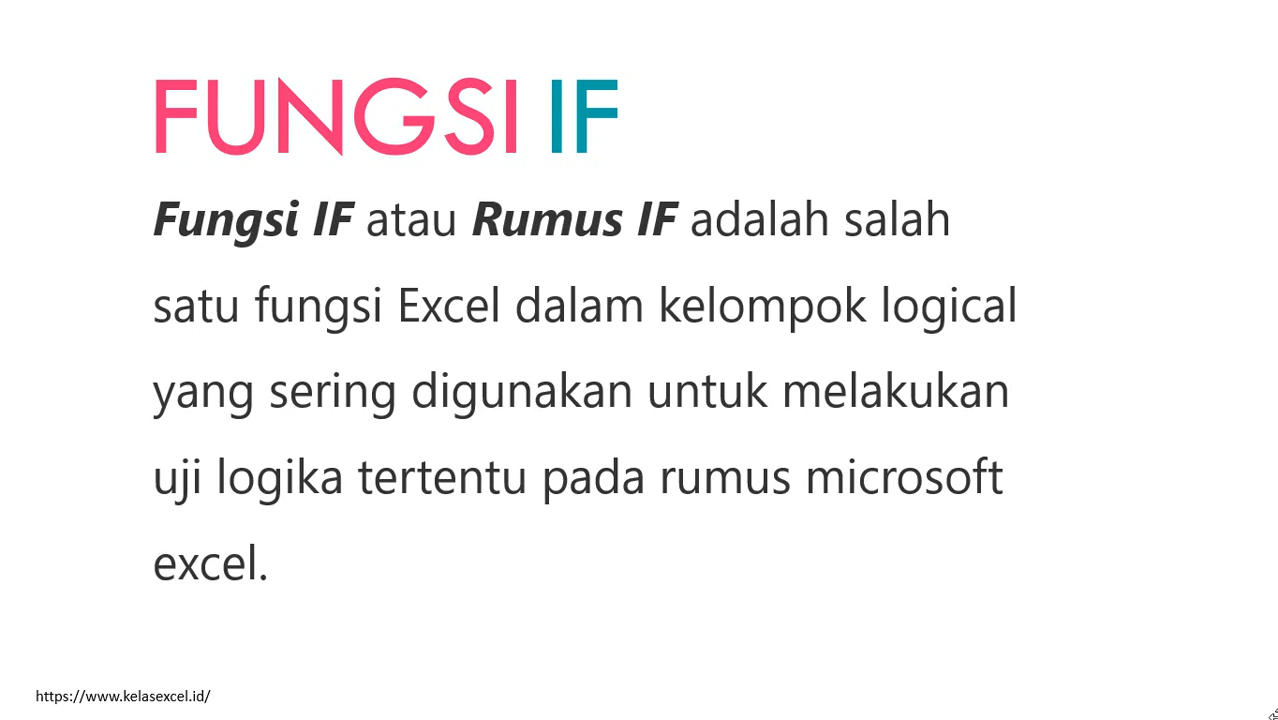 FUNGSI IF
Fungsi IF atau Rumus IF adalah salah
satu fungsi Excel dalam kelompok logical
yang sering digunakan untuk melakukan
uji logika tertentu pada rumus microsoft
excel.
https://www.kelasexcel.id/